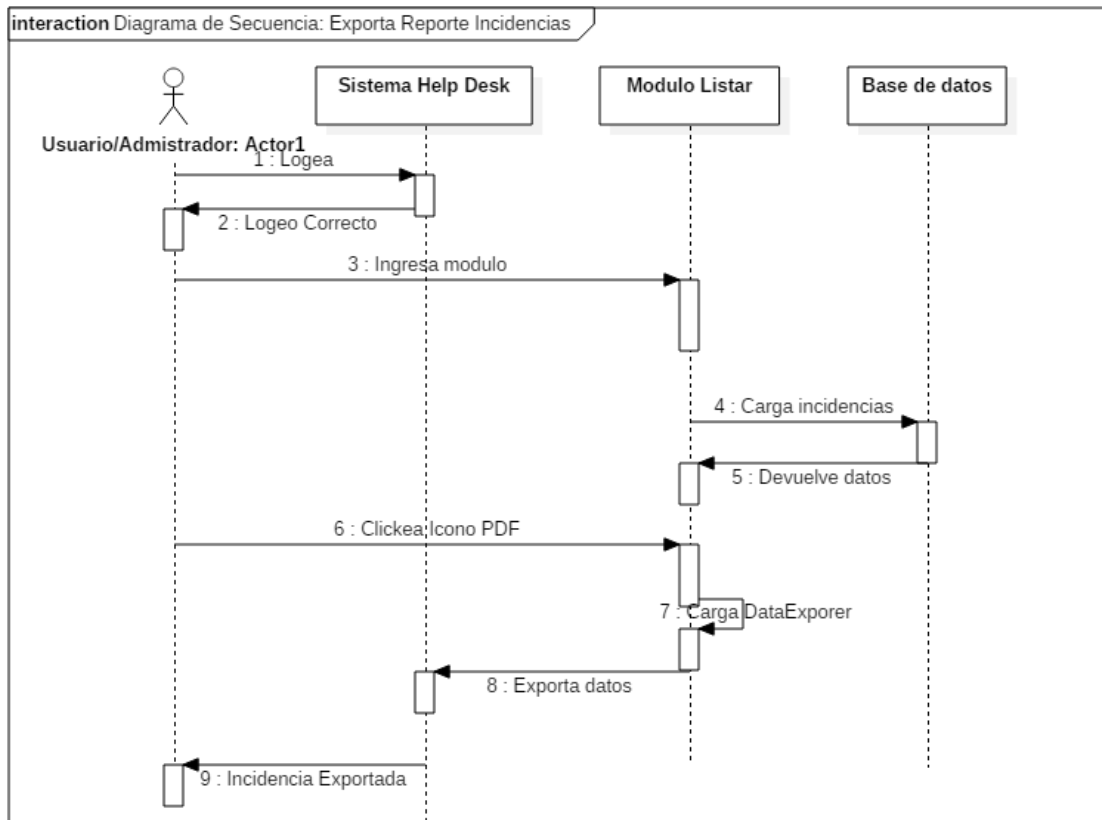 interaction Diagrama de Secuencia: Exporta Reporte Incidencias
Sistema Help Desk
Modulo Listar
Base de datos
Usuario/Admistrador: Actor1
1 : Logea
2 : Logeo Correcto
3 : Ingresa modulo
4 : Carga incidencias
5 : Devuelve datos
6 : Clickea Icono PDF
7 : Carga DataExporer
8 : Exporta datos
9 : Incidencia Exportada